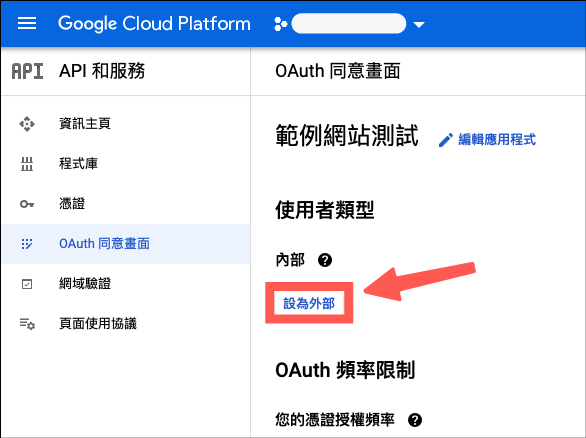 Google Cloud Platform
API
API 和服務
OAuth 同意畫面
資訊主頁
程式庫
憑證
OAuth 同意畫面
網域驗證
頁面使用協議
範例網站測試
編輯應用程式
使用者類型
內部 ?
設為外部
OAuth 頻率限制
您的憑證授權頻率 ?